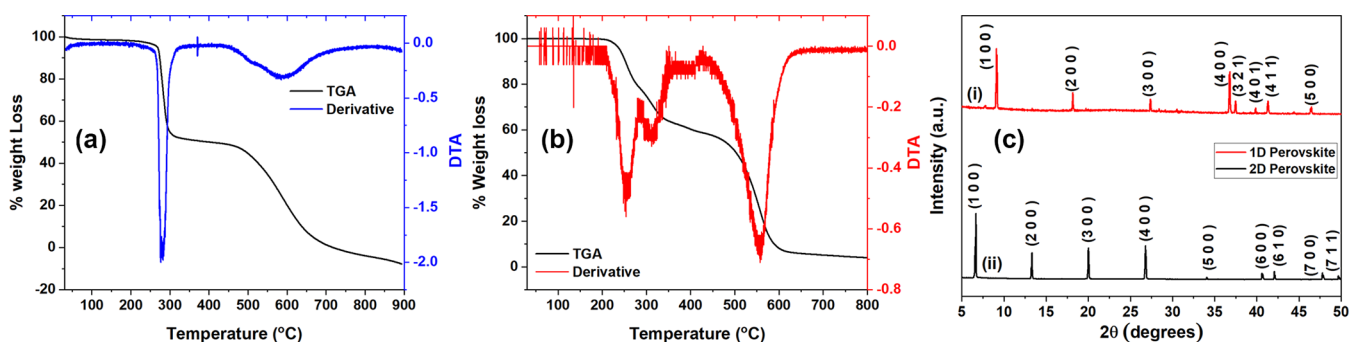 (a)
% weight Loss
100
80
60
40
20
0
-20
100 200 300 400 500 600 700 800 900
Temperature (ºC)
0.0
-0.5
-1.0
-1.5
-2.0
DTA
TGA
Derivative
(b)
% Weight loss
100
80
60
40
20
0
100 200 300 400 500 600 700 800
Temperature (ºC)
0.0
-0.2
-0.4
-0.6
-0.8
DTA
TGA
Derivative
(c)
Intensity (a.u.)
(i)
(1 0 0)
(2 0 0)
(3 0 0)
(4 0 0)
(3 2 1)
(4 0 1)
(4 1 1)
(5 0 0)
1D Perovskite
2D Perovskite
(ii)
(1 0 0)
(2 0 0)
(3 0 0)
(4 0 0)
(5 0 0)
(6 0 0)
(6 1 0)
(7 0 0)
(7 1 1)
5 10 15 20 25 30 35 40 45 50
2θ (degrees)